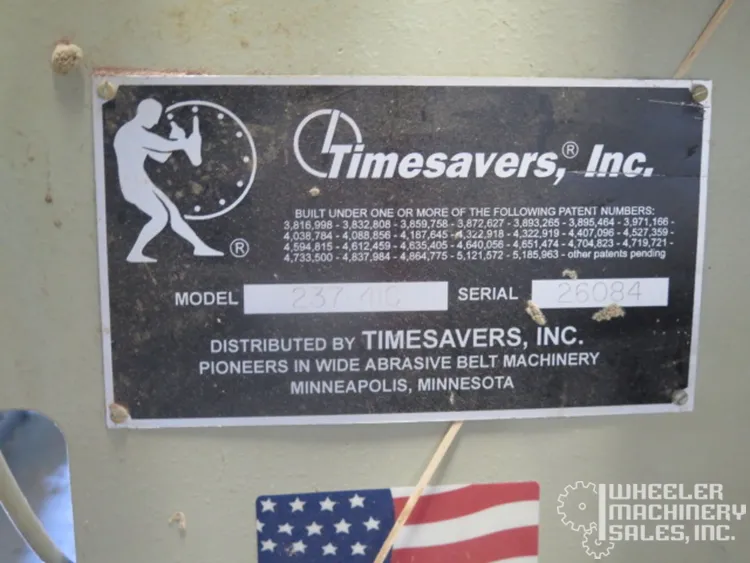 Timesavers,® Inc.
BUILT UNDER ONE OR MORE OF THE FOLLOWING PATENT NUMBERS:
3,816,998 - 3,832,808 - 3,859,758 - 3,872,627 - 3,893,265 - 3,895,464 - 3,971,166 -
4,038,784 - 4,088,856 - 4,187,645 - 4,322,918 - 4,322,919 - 4,407,096 - 4,527,359 -
4,594,815 - 4,612,459 - 4,635,405 - 4,640,056 - 4,651,474 - 4,704,823 - 4,719,721 -
4,733,500 - 4,837,984 - 4,864,775 - 5,121,572 - 5,185,963 - other patents pending
®
MODEL 237 41C SERIAL 26084
DISTRIBUTED BY TIMESAVERS, INC.
PIONEERS IN WIDE ABRASIVE BELT MACHINERY
MINNEAPOLIS, MINNESOTA
WHEELER
MACHINERY
SALES, INC.